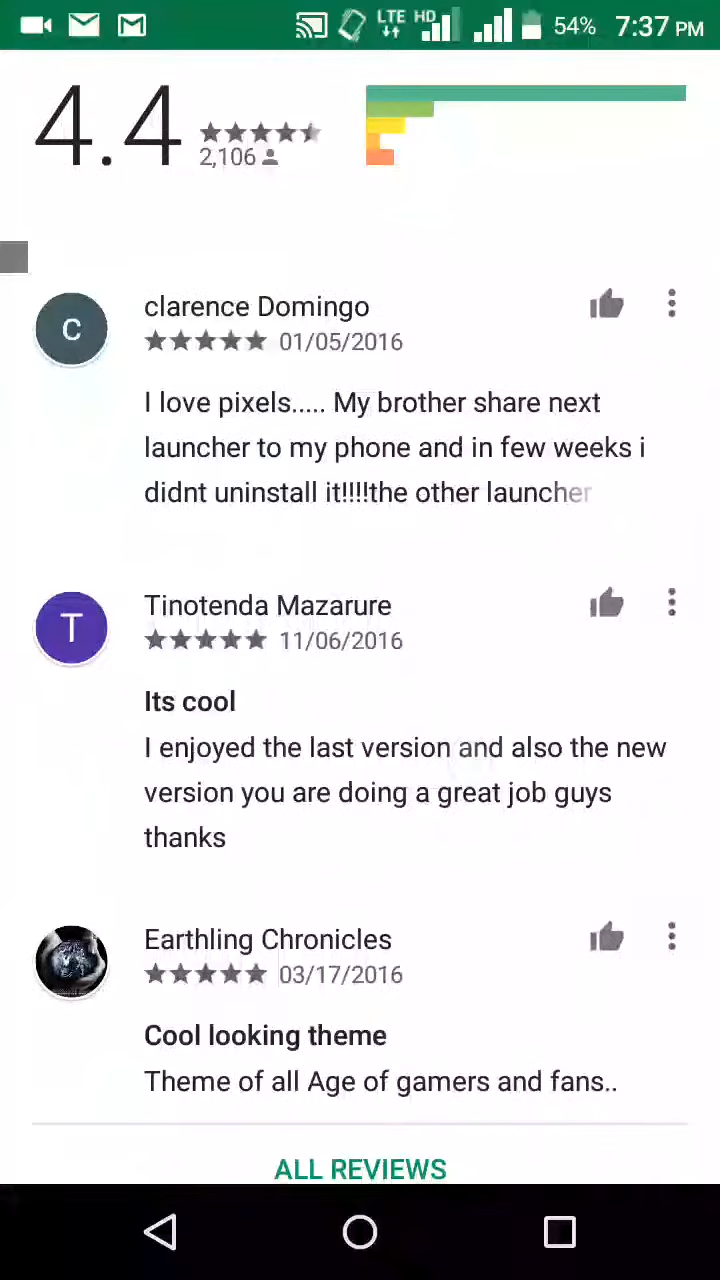 LTE HD 54% 7:37 PM
4.4
2,106
C
clarence Domingo
01/05/2016
I love pixels..... My brother share next
launcher to my phone and in few weeks i
didnt uninstall it!!!!the other launcher
T
Tinotenda Mazarure
11/06/2016
Its cool
I enjoyed the last version and also the new
version you are doing a great job guys
thanks
Earthling Chronicles
03/17/2016
Cool looking theme
Theme of all Age of gamers and fans..
ALL REVIEWS